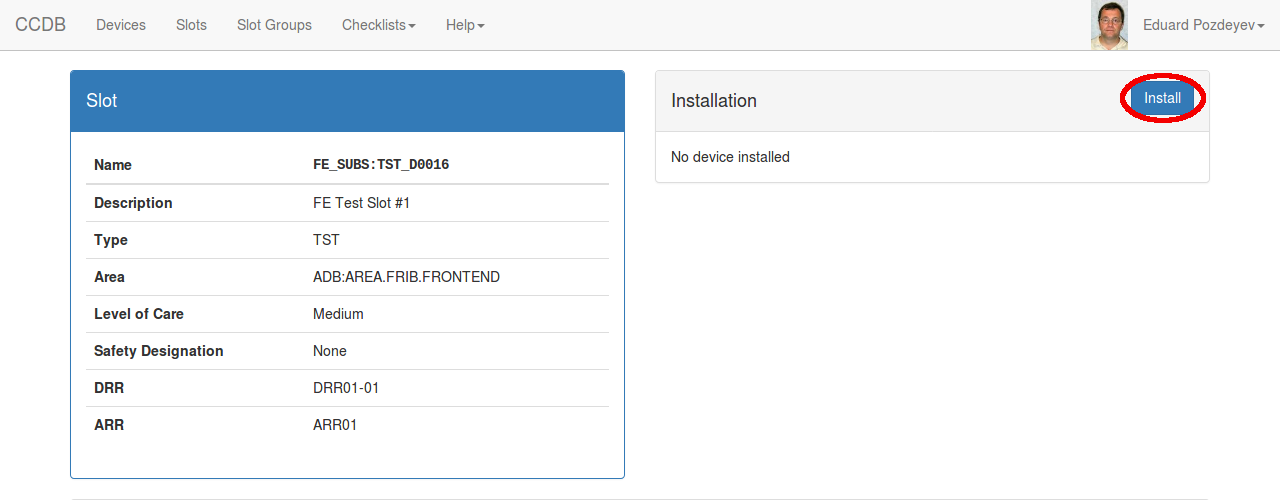 CCDB Devices Slots Slot Groups Checklists Help Eduard Pozdeyev
Slot
Name FE_SUBS:TST_D0016
Description FE Test Slot #1
Type TST
Area ADB:AREA.FRIB.FRONTEND
Level of Care Medium
Safety Designation None
DRR DRR01-01
ARR ARR01
Installation Install
No device installed